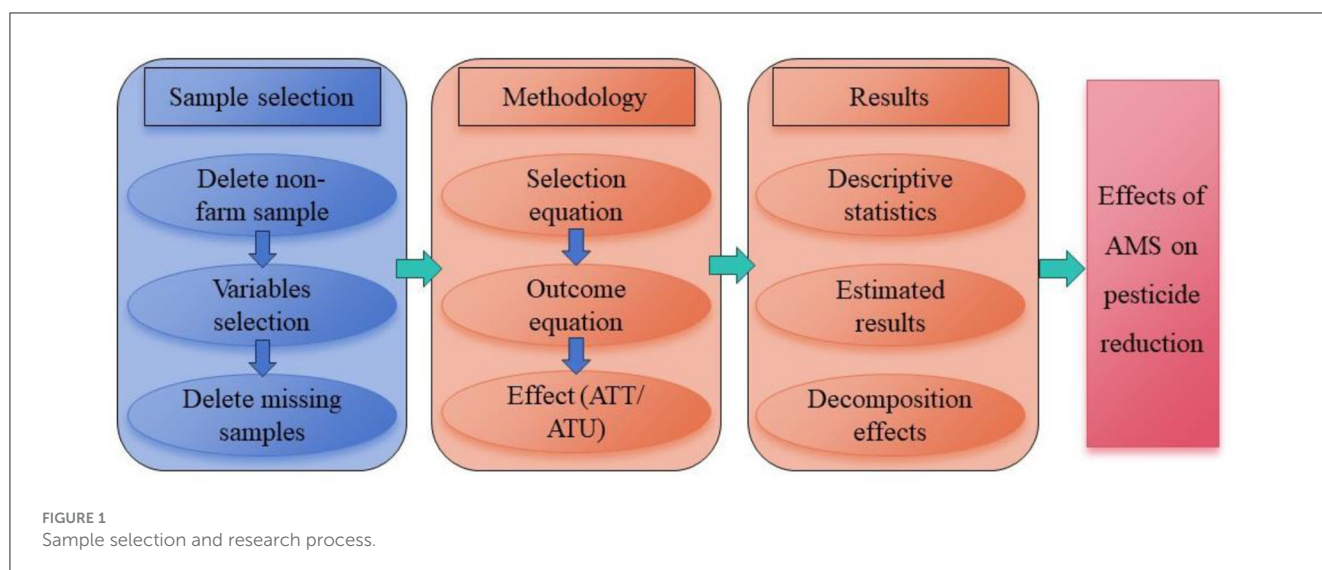 Sample selection
Delete non-
farm sample
Variables
selection
Delete missing
samples
Methodology
Selection
equation
Outcome
equation
Effect (ATT/
ATU)
Results
Descriptive
statistics
Estimated
results
Decomposition
effects
Effects of
AMS on
pesticide
reduction
FIGURE 1
Sample selection and research process.